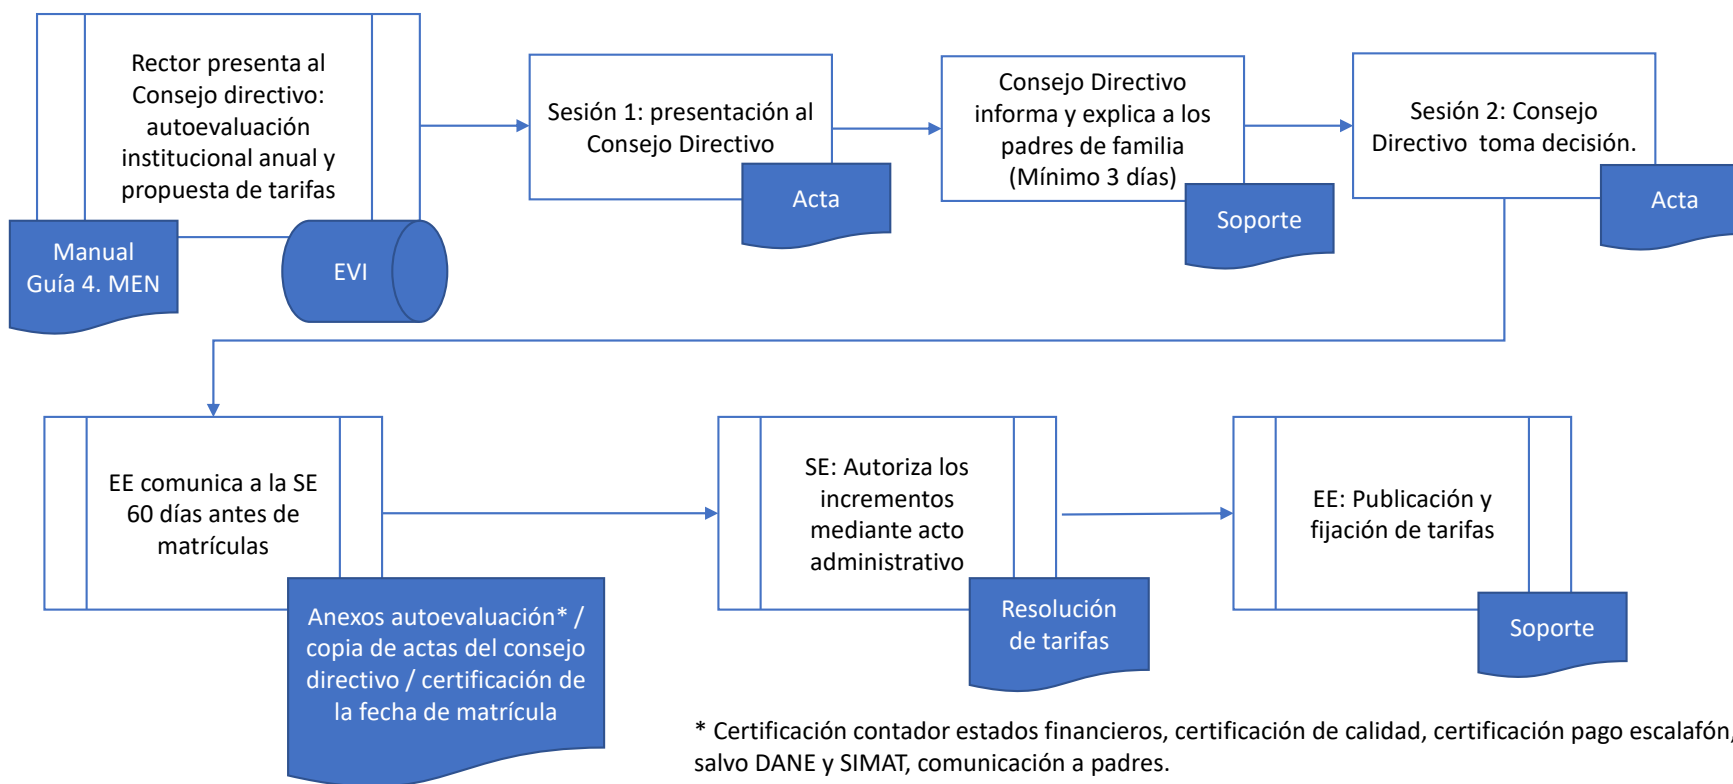 Rector presenta al
Consejo directivo:
autoevaluación
institucional anual y
propuesta de tarifas
Manual
Guía 4. MEN
EVI
Sesión 1: presentación al
Consejo Directivo
Acta
Consejo Directivo
informa y explica a los
padres de familia
(Mínimo 3 días)
Soporte
Sesión 2: Consejo
Directivo  toma decisión.
Acta
EE comunica a la SE
60 días antes de
matrículas
Anexos autoevaluación* /
copia de actas del consejo
directivo / certificación de
la fecha de matrícula
SE: Autoriza los
incrementos
mediante acto
administrativo
Resolución
de tarifas
EE: Publicación y
fijación de tarifas
Soporte
* Certificación contador estados financieros, certificación de calidad, certificación pago escalafón,
salvo DANE y SIMAT, comunicación a padres.